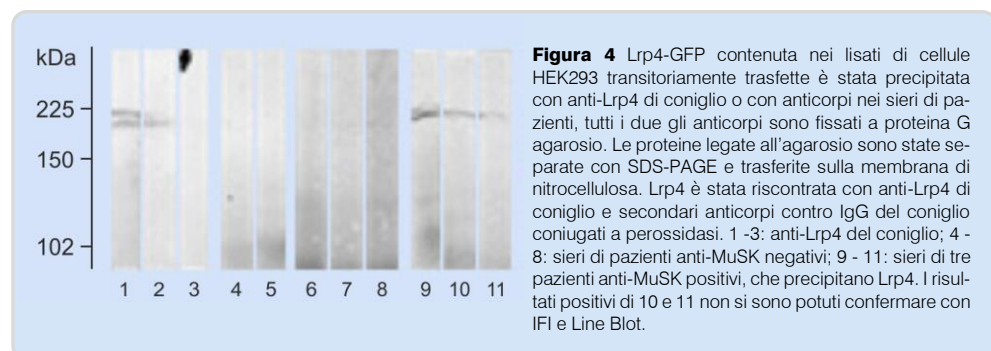 kDa
225
150
102
1 2 3 4 5 6 7 8 9 10 11
Figura 4 Lrp4-GFP contenuta nei lisati di cellule
HEK293 transitoriamente trasfette è stata precipitata
con anti-Lrp4 di coniglio o con anticorpi nei sieri di pa-
zienti, tutti i due gli anticorpi sono fissati a proteina G
agarosio. Le proteine legate all'agarosio sono state se-
parate con SDS-PAGE e trasferite sulla membrana di
nitrocellulosa. Lrp4 è stata riscontrata con anti-Lrp4 di
coniglio e secondari anticorpi contro IgG del coniglio
coniugati a perossidasi. 1 -3: anti-Lrp4 del coniglio; 4 -
8: sieri di pazienti anti-MuSK negativi; 9 - 11: sieri di tre
pazienti anti-MuSK positivi, che precipitano Lrp4. I risul-
tati positivi di 10 e 11 non si sono potuti confermare con
IFI e Line Blot.